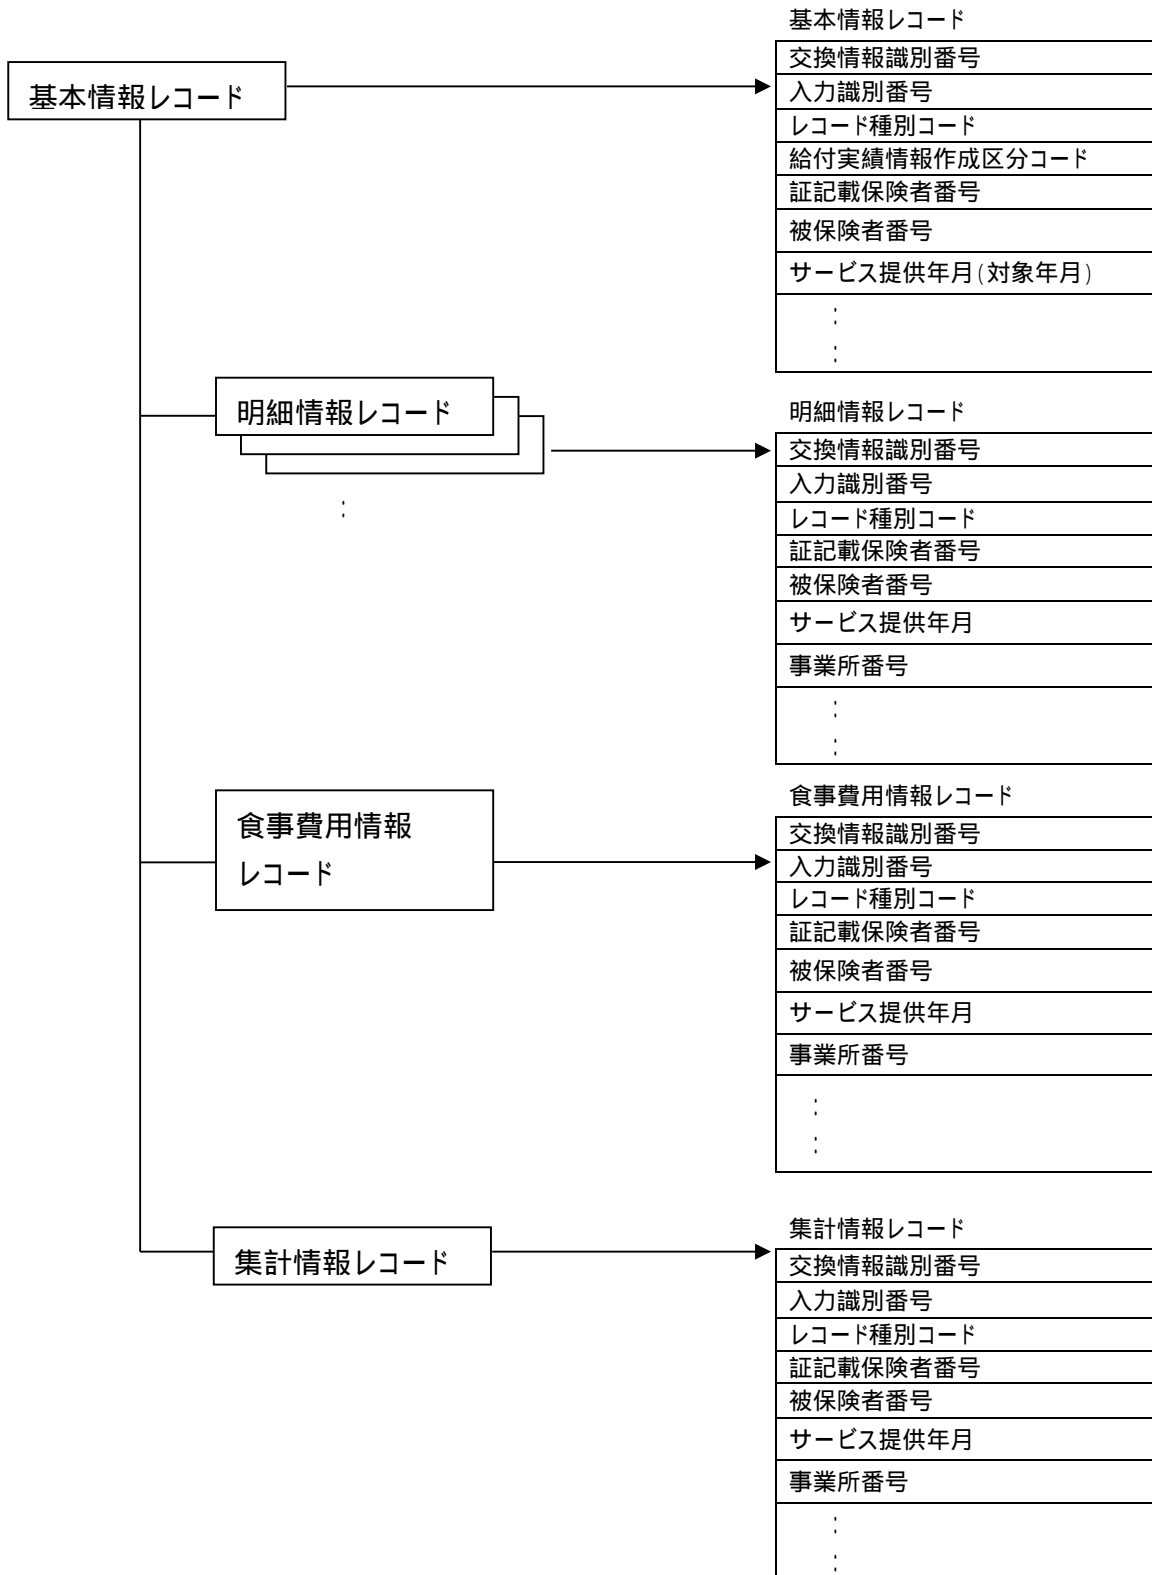 基本情報レコード
基本情報レコード
交換情報識別番号
入力識別番号
レコード種別コード
給付実績情報作成区分コード
証記載保険者番号
被保険者番号
サービス提供年月(対象年月)
:
:
明細情報レコード
:
明細情報レコード
交換情報識別番号
入力識別番号
レコード種別コード
証記載保険者番号
被保険者番号
サービス提供年月
事業所番号
:
:
食事費用情報
レコード
食事費用情報レコード
交換情報識別番号
入力識別番号
レコード種別コード
証記載保険者番号
被保険者番号
サービス提供年月
事業所番号
:
:
集計情報レコード
集計情報レコード
交換情報識別番号
入力識別番号
レコード種別コード
証記載保険者番号
被保険者番号
サービス提供年月
事業所番号
:
: